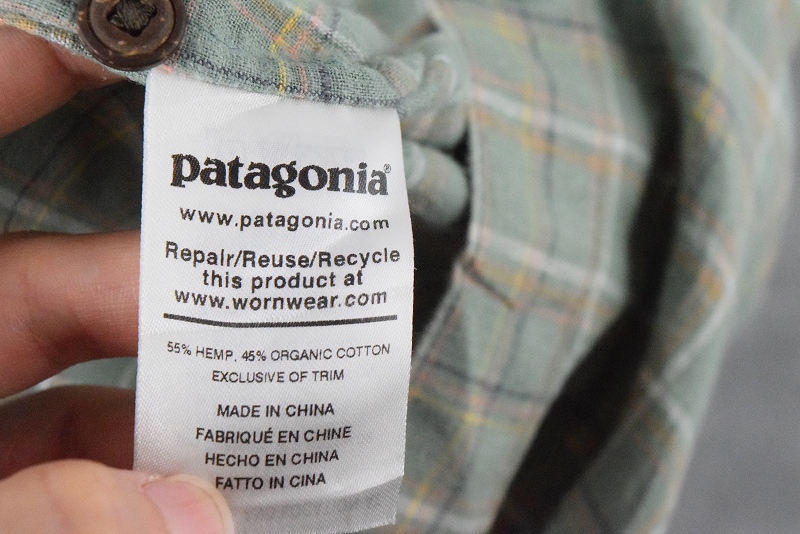 patagonia®
www.patagonia.com
Repair/Reuse/Recycle
this product at
www.wornwear.com
55% HEMP, 45% ORGANIC COTTON
EXCLUSIVE OF TRIM
MADE IN CHINA
FABRIQUÉ EN CHINE
HECHO EN CHINA
FATTO IN CINA